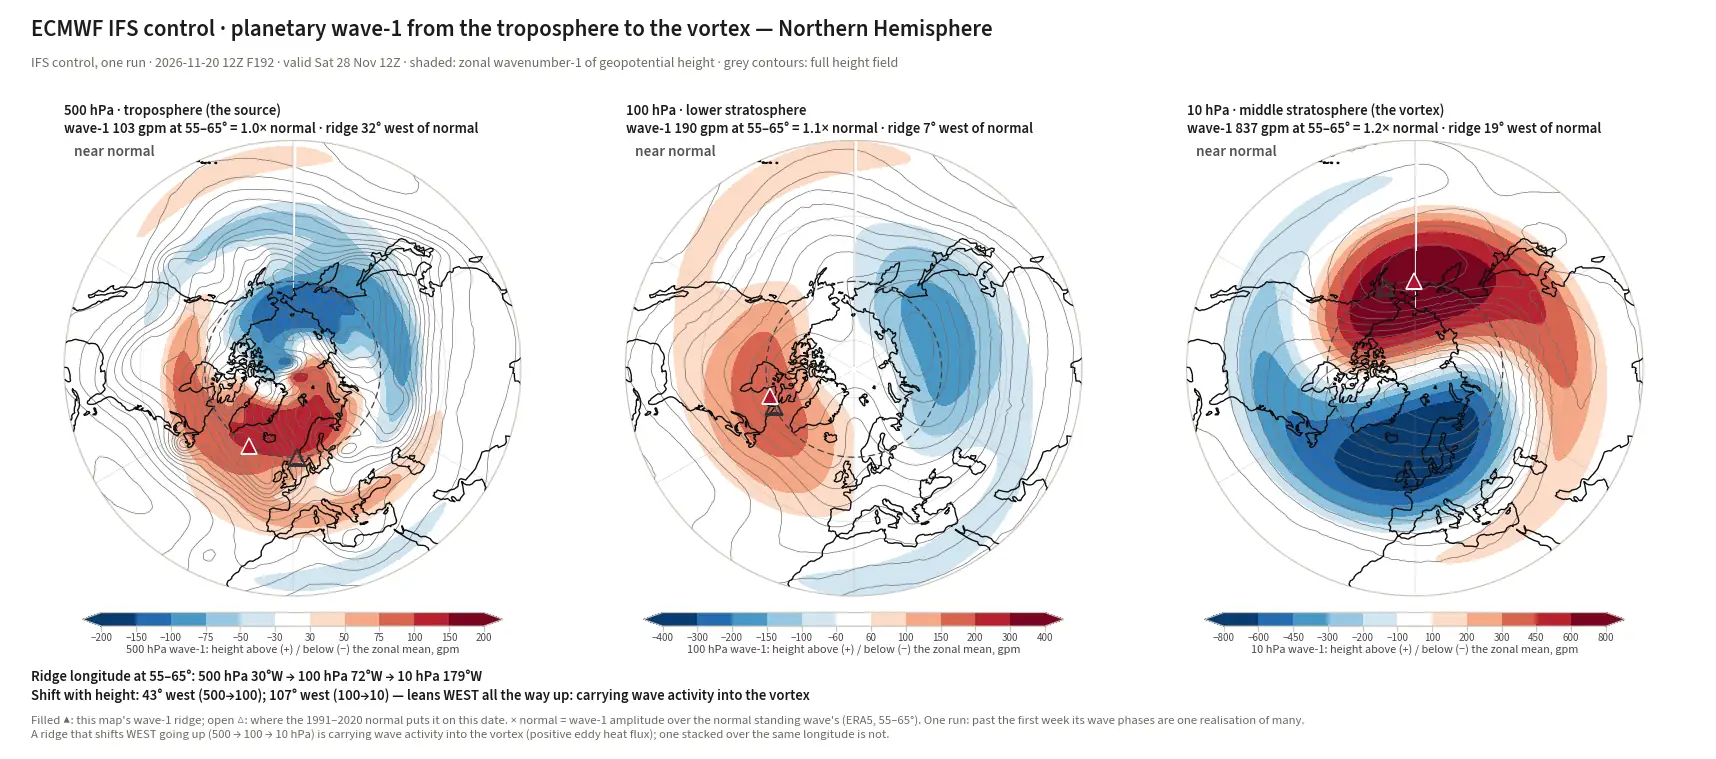 ECMWF IFS control · planetary wave-1 from the troposphere to the vortex — Northern Hemisphere
IFS control, one run · 2026-11-20 12Z F192 · valid Sat 28 Nov 12Z · shaded: zonal wavenumber-1 of geopotential height · grey contours: full height field
500 hPa · troposphere (the source)
wave-1 103 gpm at 55–65° = 1.0× normal · ridge 32° west of normal
near normal
100 hPa · lower stratosphere
wave-1 190 gpm at 55–65° = 1.1× normal · ridge 7° west of normal
near normal
10 hPa · middle stratosphere (the vortex)
wave-1 837 gpm at 55–65° = 1.2× normal · ridge 19° west of normal
near normal
−200 −150 −100 −75 −50 −30 30 50 75 100 150 200
500 hPa wave-1: height above (+) / below (−) the zonal mean, gpm
−400 −300 −200 −150 −100 −60 60 100 150 200 300 400
100 hPa wave-1: height above (+) / below (−) the zonal mean, gpm
−800 −600 −450 −300 −200 −100 100 200 300 450 600 800
10 hPa wave-1: height above (+) / below (−) the zonal mean, gpm
Ridge longitude at 55–65°: 500 hPa 30°W → 100 hPa 72°W → 10 hPa 179°W
Shift with height: 43° west (500→100); 107° west (100→10) — leans WEST all the way up: carrying wave activity into the vortex
Filled ▲: this map's wave-1 ridge; open △: where the 1991–2020 normal puts it on this date. × normal = wave-1 amplitude over the normal standing wave's (ERA5, 55–65°). One run: past the first week its wave phases are one realisation of many.
A ridge that shifts WEST going up (500 → 100 → 10 hPa) is carrying wave activity into the vortex (positive eddy heat flux); one stacked over the same longitude is not.